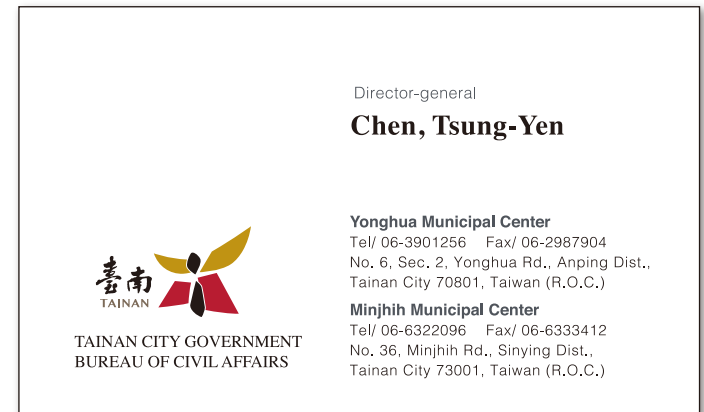 Director-general
Chen, Tsung-Yen
Yonghua Municipal Center
Tel/ 06-3901256 Fax/ 06-2987904
No. 6, Sec. 2, Yonghua Rd., Anping Dist.,
Tainan City 70801, Taiwan (R.O.C.)
Minjhih Municipal Center
Tel/ 06-6322096 Fax/ 06-6333412
No. 36, Minjhih Rd., Sinying Dist.,
Tainan City 73001, Taiwan (R.O.C.)
臺南
TAINAN
TAINAN CITY GOVERNMENT
BUREAU OF CIVIL AFFAIRS